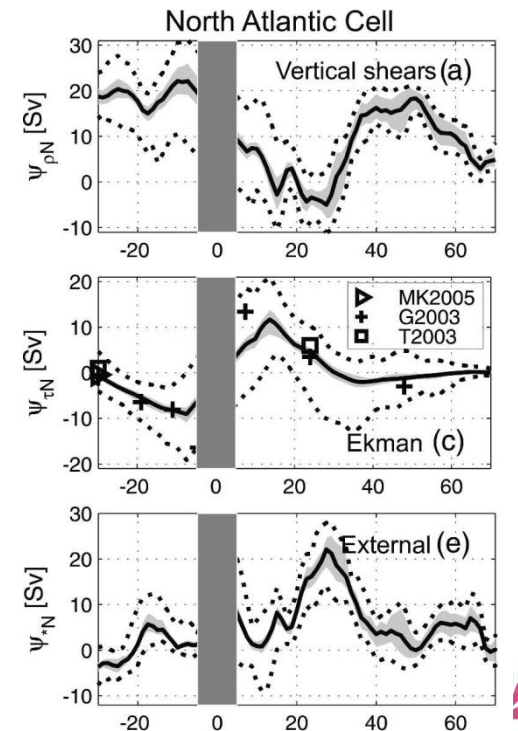 North Atlantic Cell
Vertical shears (a)
ψρN [Sv]
30
20
10
0
-10
-20 0 20 40 60
MK2005
G2003
T2003
Ekman (c)
ψτN [Sv]
20
10
0
-10
-20
-20 0 20 40 60
External (e)
ψ*N [Sv]
30
20
10
0
-10
-20 0 20 40 60